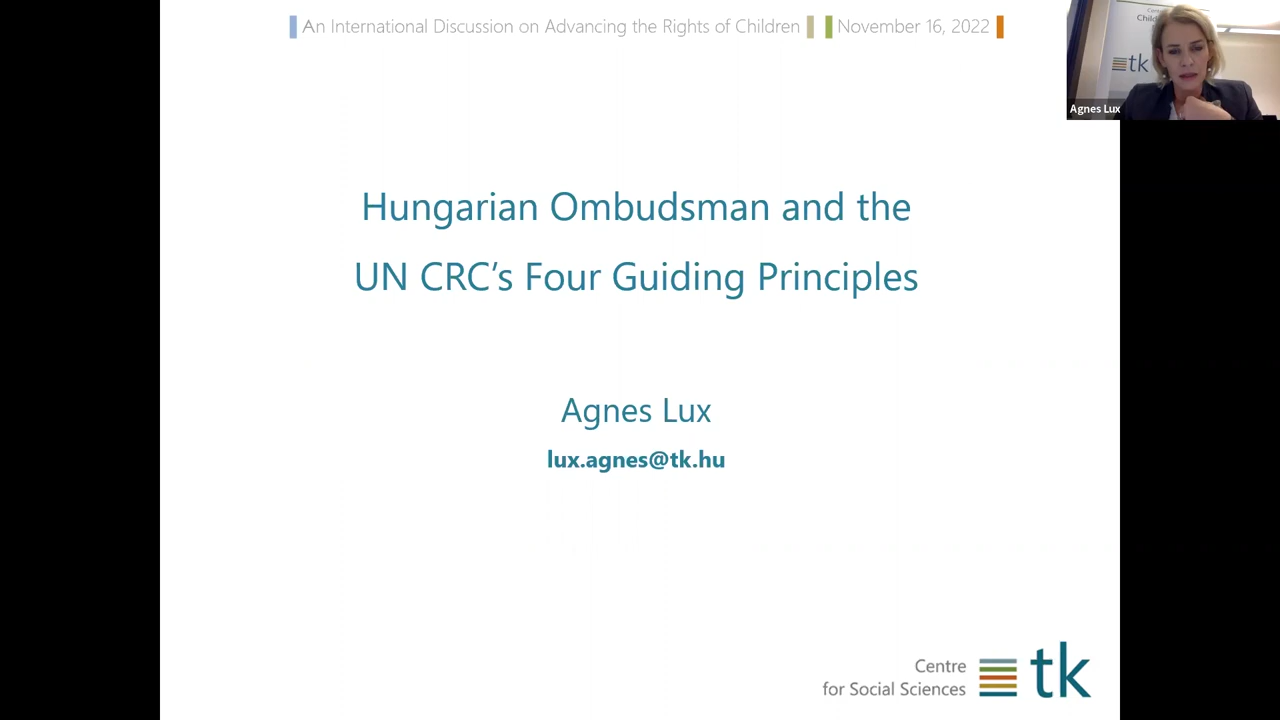 An International Discussion on Advancing the Rights of Children
November 16, 2022
Hungarian Ombudsman and the
UN CRC’s Four Guiding Principles
Agnes Lux
lux.agnes@tk.hu
Centre
for Social Sciences
tk
tk
Agnes Lux